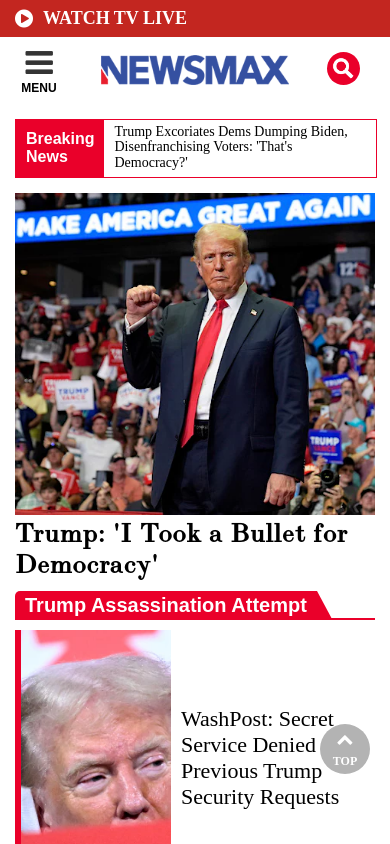 WATCH TV LIVE
MENU
NEWSMAX
Breaking
News
Trump Excoriates Dems Dumping Biden,
Disenfranchising Voters: 'That's
Democracy?'
MAKE AMERICA GREAT AGAIN
12
TRUMP
VANCE
TRUMP
VANCE
Trump: 'I Took a Bullet for
Democracy'
Trump Assassination Attempt
WashPost: Secret
Service Denied
Previous Trump
Security Requests
TOP